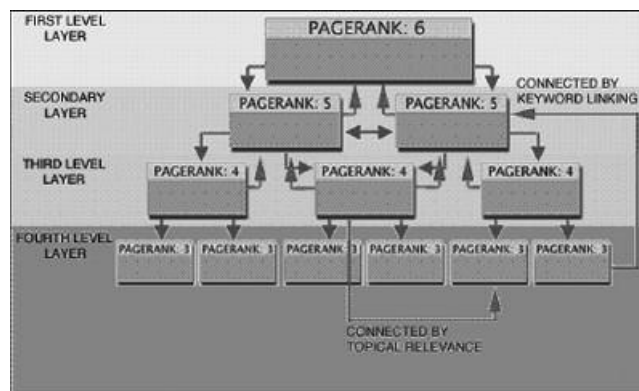 FIRST LEVEL
LAYER
PAGERANK: 6
CONNECTED BY
KEYWORD LINKING
SECONDARY
LAYER
PAGERANK: 5
PAGERANK: 5
THIRD LEVEL
LAYER
PAGERANK: 4
PAGERANK: 4
PAGERANK: 4
FOURTH LEVEL
LAYER
PAGERANK: 3
PAGERANK: 3
PAGERANK: 3
PAGERANK: 3
PAGERANK: 3
PAGERANK: 3
CONNECTED BY
TOPICAL RELEVANCE